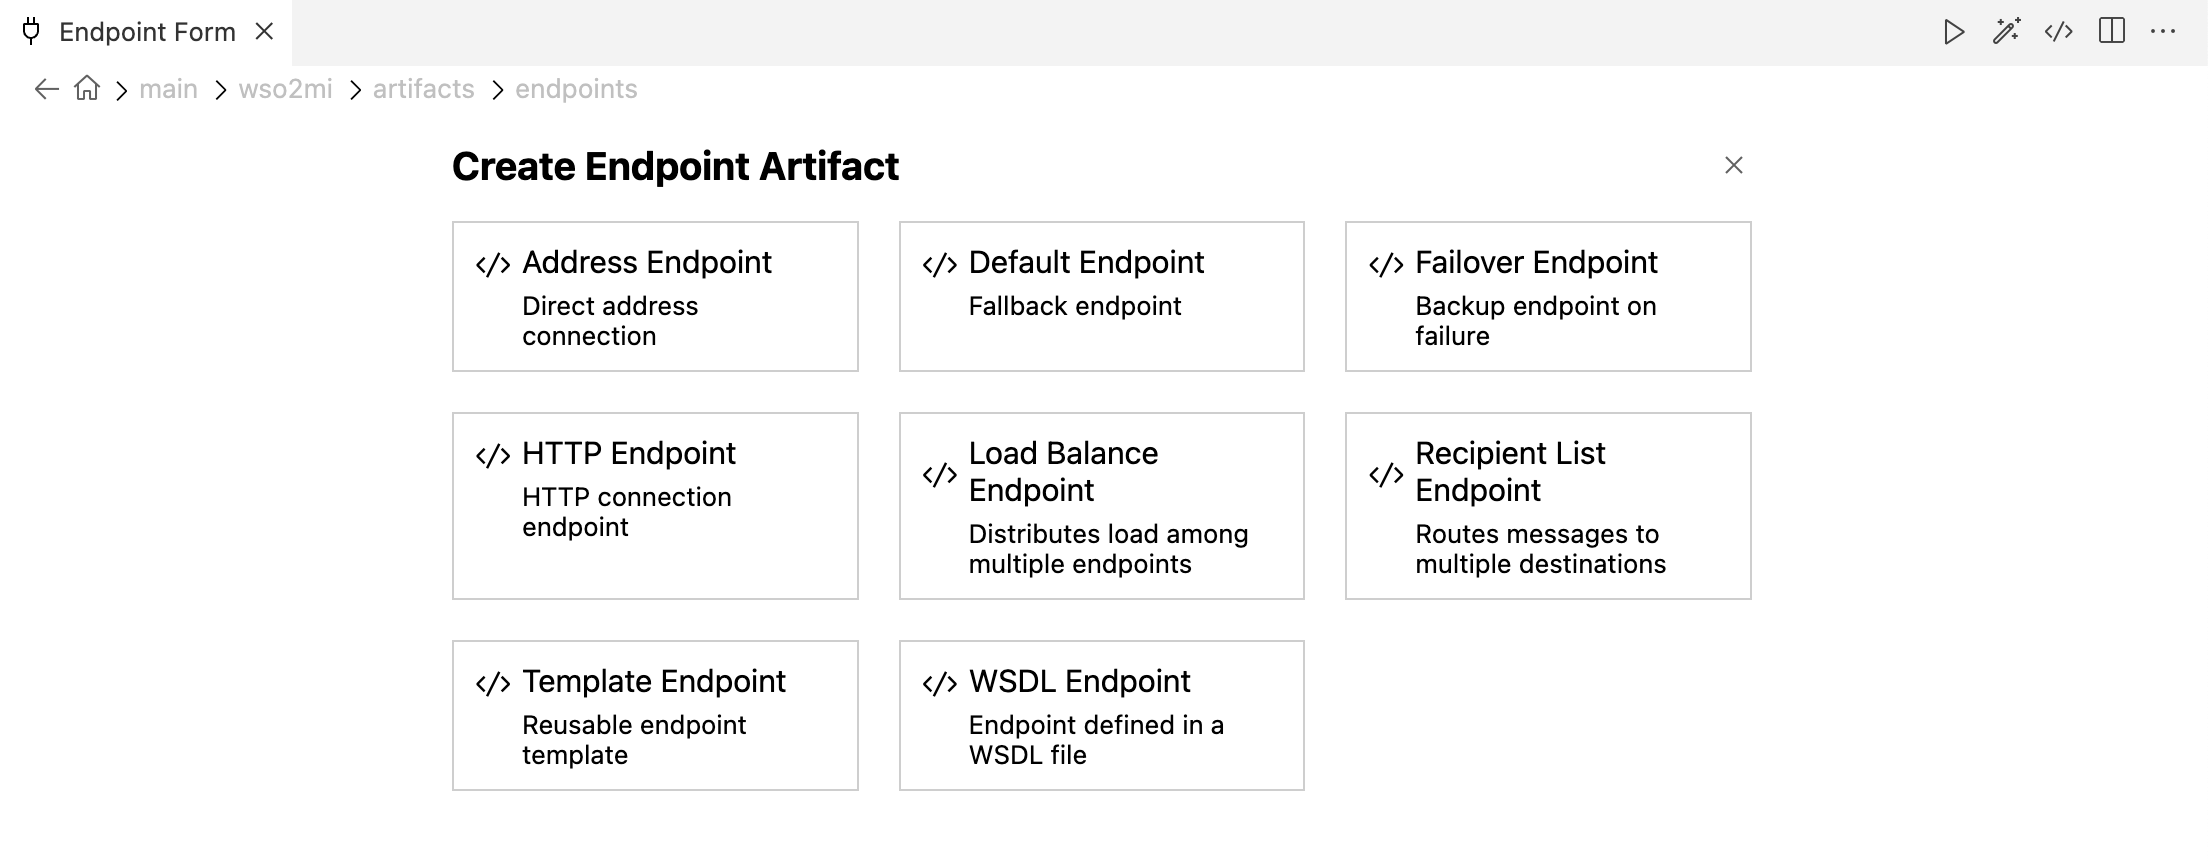 Endpoint Form
main wso2mi artifacts endpoints
Create Endpoint Artifact
Address Endpoint
Direct address
connection
Default Endpoint
Fallback endpoint
Failover Endpoint
Backup endpoint on
failure
HTTP Endpoint
HTTP connection
endpoint
Load Balance
Endpoint
Distributes load among
multiple endpoints
Recipient List
Endpoint
Routes messages to
multiple destinations
Template Endpoint
Reusable endpoint
template
WSDL Endpoint
Endpoint defined in a
WSDL file